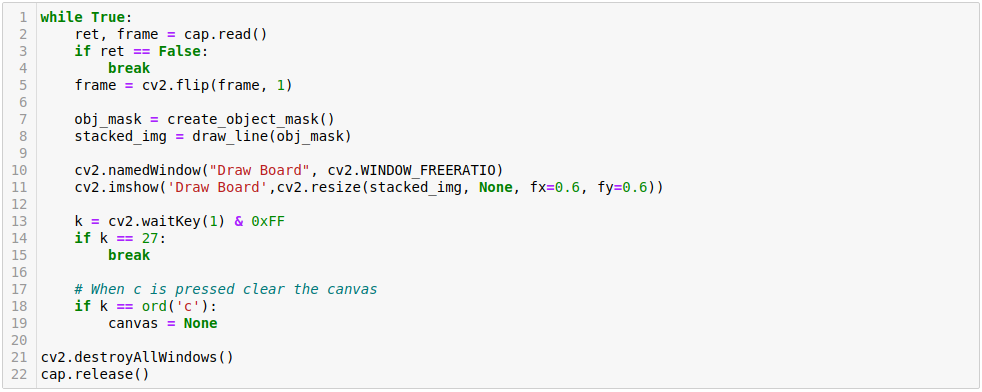 1 while True:
2     ret, frame = cap.read()
3     if ret == False:
4         break
5     frame = cv2.flip(frame, 1)
6
7     obj_mask = create_object_mask()
8     stacked_img = draw_line(obj_mask)
9
10     cv2.namedWindow("Draw Board", cv2.WINDOW_FREERATIO)
11     cv2.imshow('Draw Board',cv2.resize(stacked_img, None, fx=0.6, fy=0.6))
12
13     k = cv2.waitKey(1) & 0xFF
14     if k == 27:
15         break
16
17     # When c is pressed clear the canvas
18     if k == ord('c'):
19         canvas = None
20
21 cv2.destroyAllWindows()
22 cap.release()